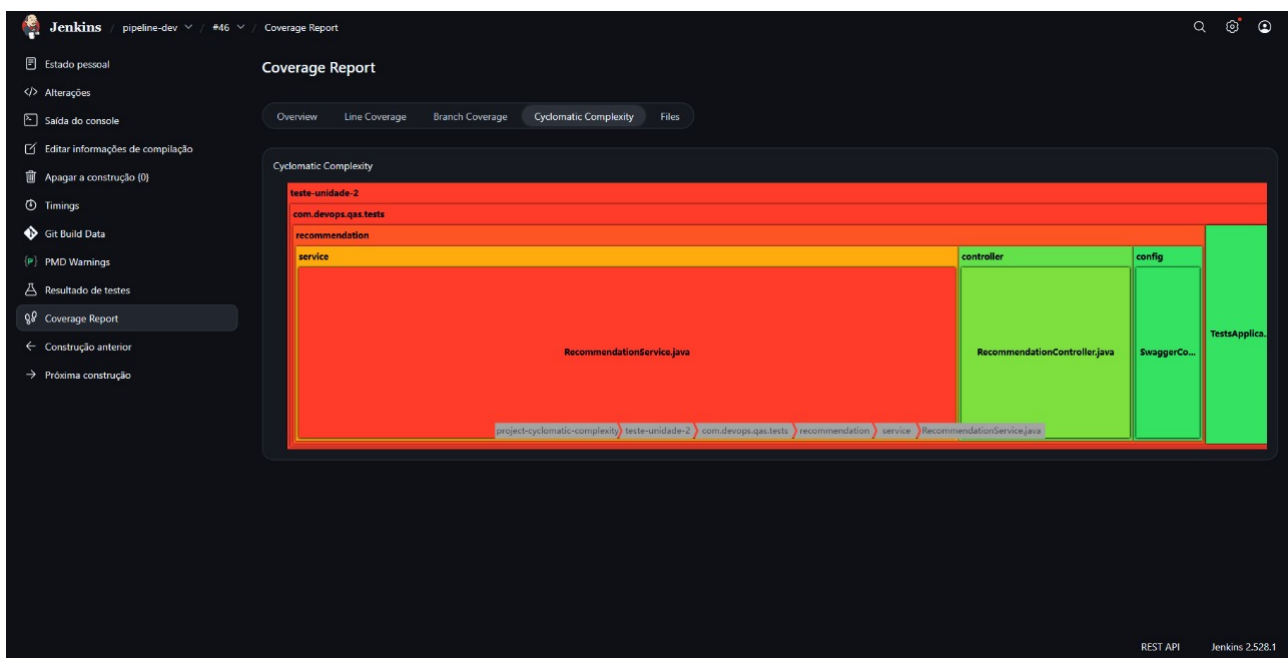 Jenkins / pipeline-dev / #46 / Coverage Report
Estado pessoal
Alterações
Saída do console
Editar informações de compilação
Apagar a construção (0)
Timings
Git Build Data
PMD Warnings
Resultado de testes
Coverage Report
Construção anterior
Próxima construção
Coverage Report
Overview Line Coverage Branch Coverage Cyclomatic Complexity Files
Cyclomatic Complexity
teste-unidade-2
com.devops.qas.tests
recommendation
service controller config
RecommendationService.java RecommendationController.java SwaggerCo... TestsApplica...
project-cyclomatic-complexity teste-unidade-2 com.devops.qas.tests recommendation service RecommendationService.java
REST API Jenkins 2.528.1